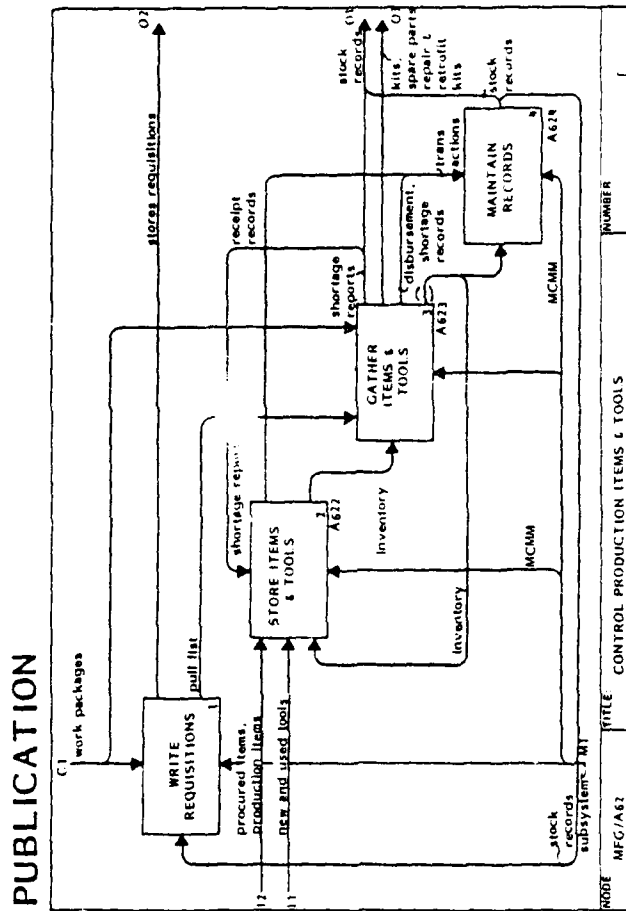 PUBLICATION
C1
work packages
WRITE
REQUISITIONS
1
stores requisitions
O2
pull list
procured items,
production items
I2
new and used tools
I1
STORE ITEMS
& TOOLS
2
A622
shortage
receipt
records
shortage
reports
GATHER
ITEMS &
TOOLS
3
A623
Inventory
Inventory
disbursement,
shortage
records
trans
actions
MAINTAIN
RECORDS
4
A624
stock
records
O1
kits,
spare parts
repair &
retrofit
kits
O3
stock
records
MCMM
MCMM
stock
records
subsystems
M1
NODE
MFG/A62
TITLE
CONTROL PRODUCTION ITEMS & TOOLS
NUMBER